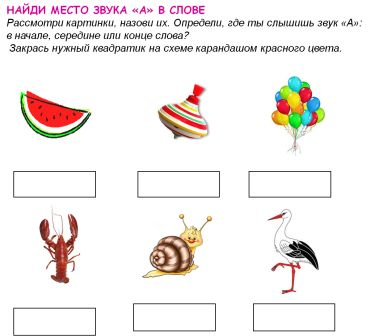 НАЙДИ МЕСТО ЗВУКА «А» В СЛОВЕ
Рассмотри картинки, назови их. Определи, где ты слышишь звук «А»:
в начале, середине или конце слова?
Закрась нужный квадратик на схеме карандашом красного цвета.